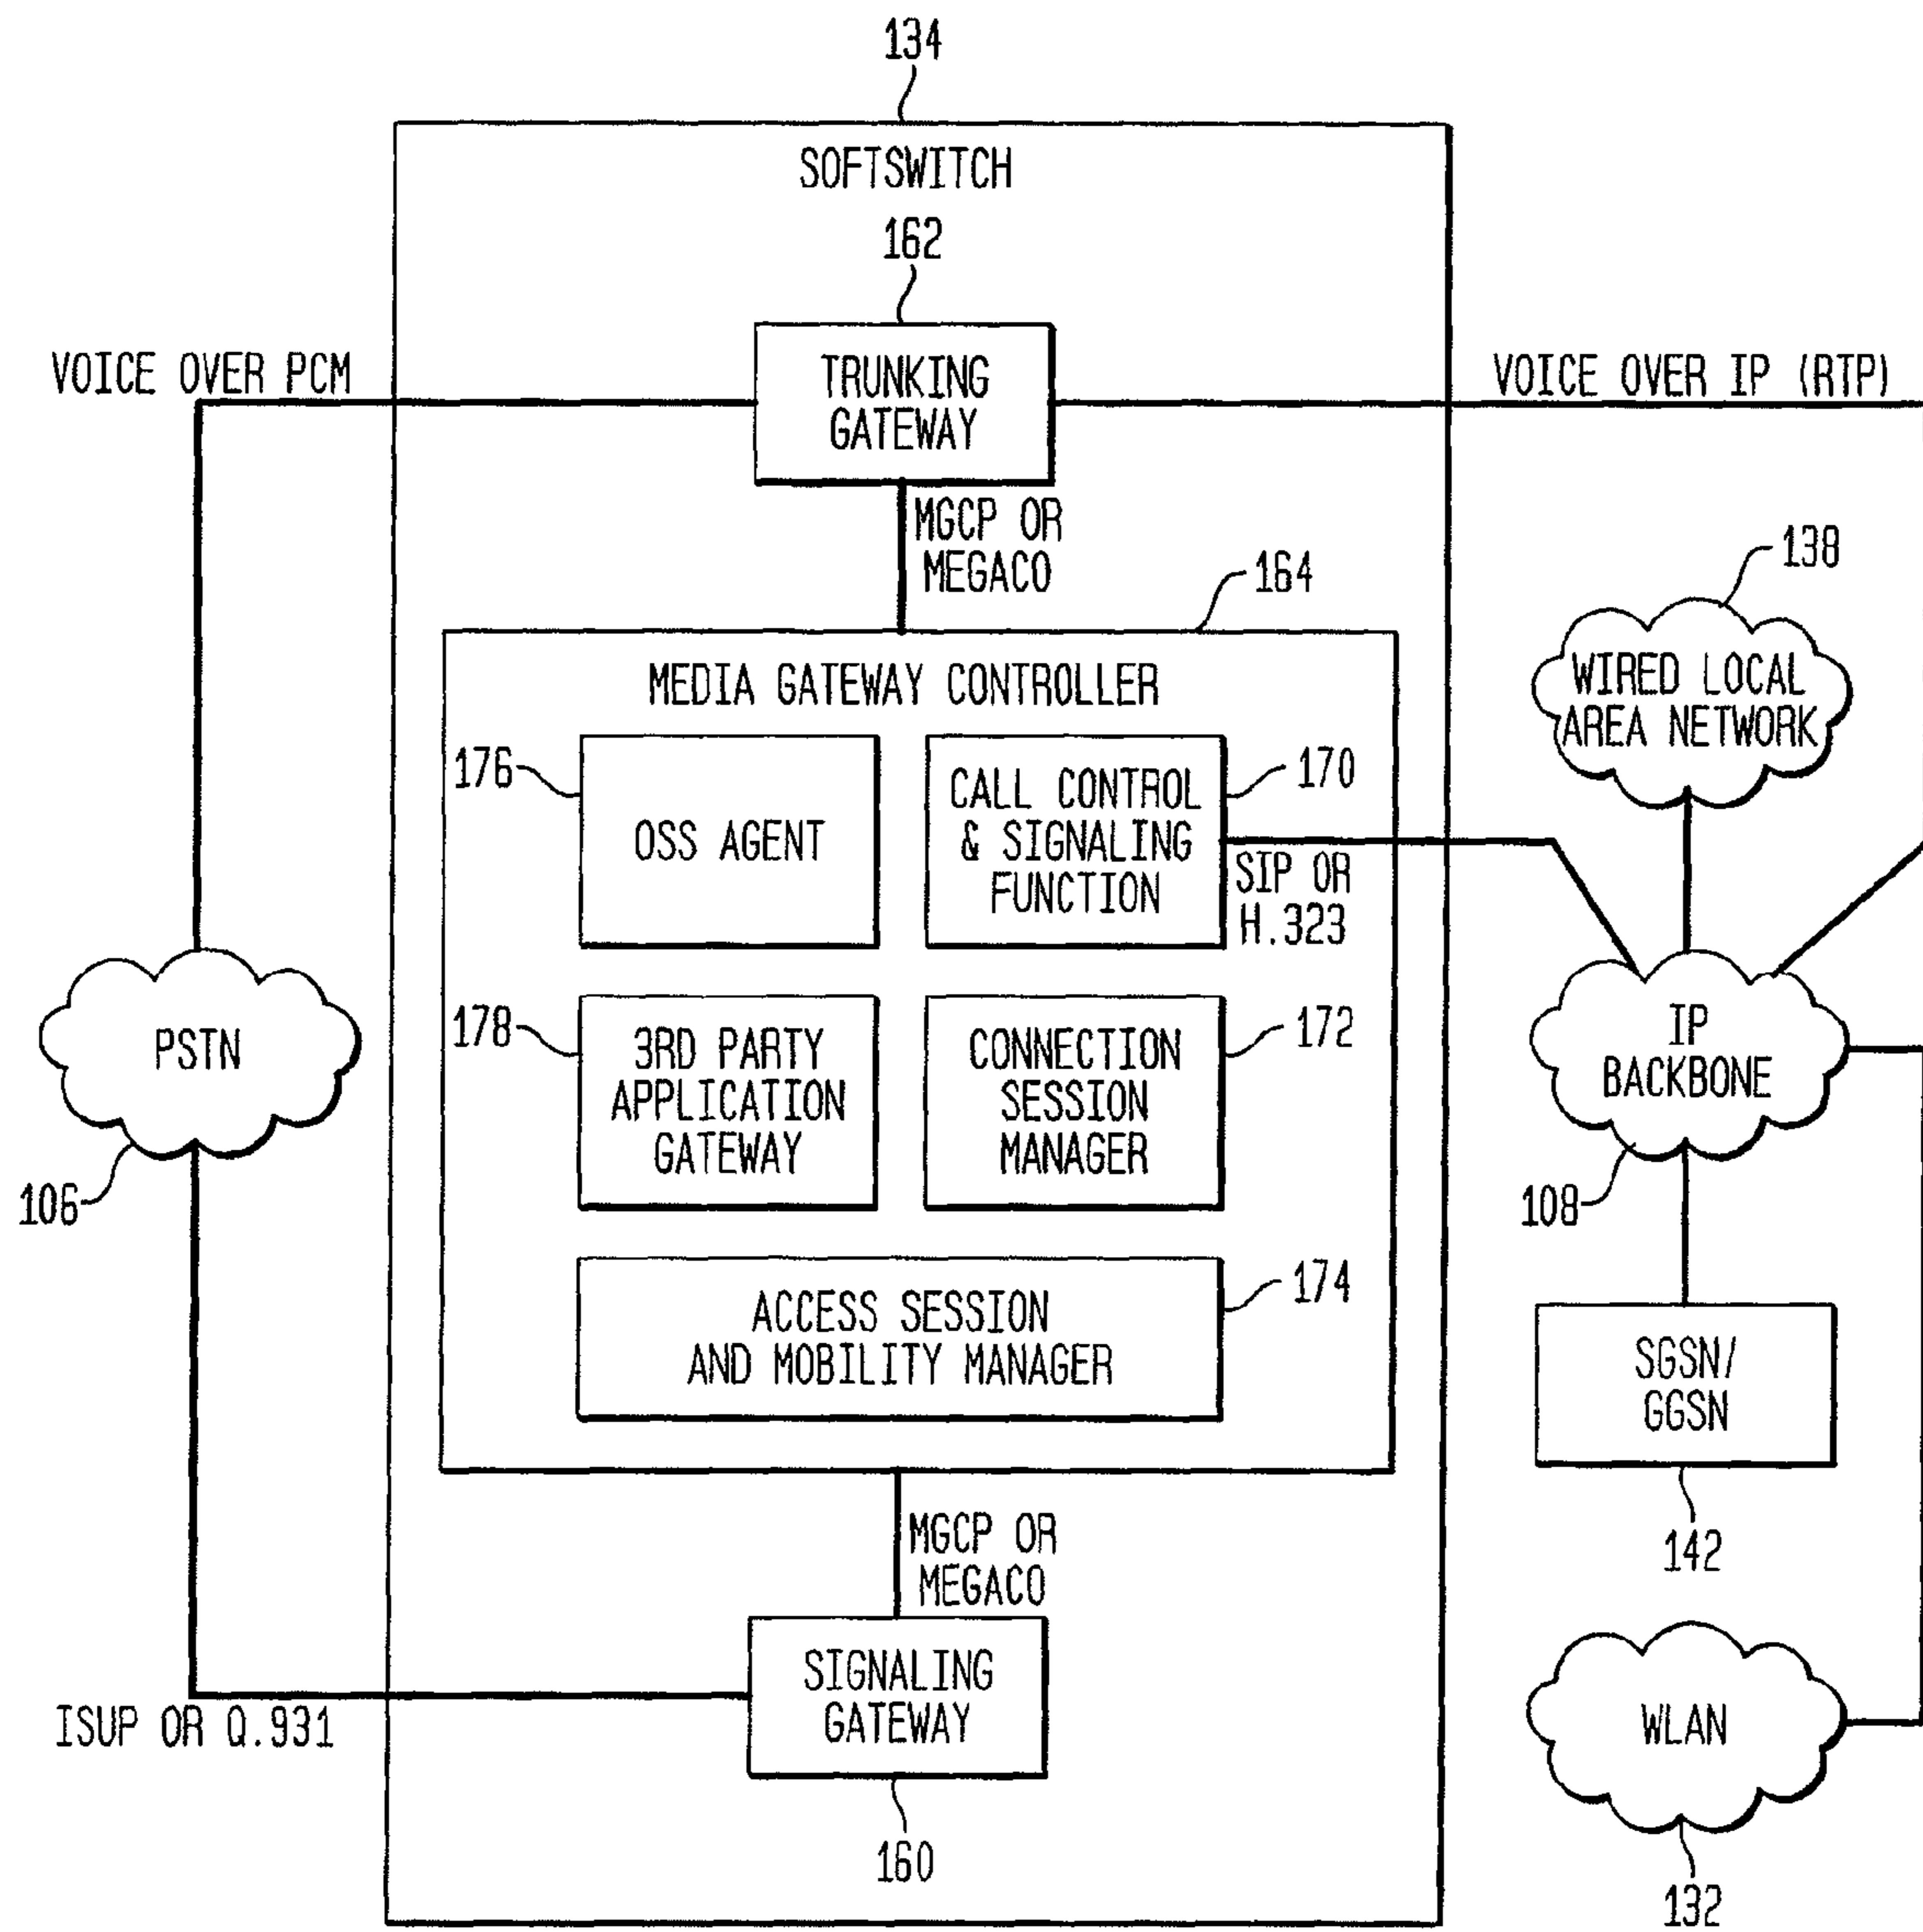 134
SOFTSWITCH
162
VOICE OVER PCM
TRUNKING
GATEWAY
VOICE OVER IP (RTP)
MGCP OR
MEGACO
164
138
MEDIA GATEWAY CONTROLLER
WIRED LOCAL
AREA NETWORK
176
OSS AGENT
CALL CONTROL
& SIGNALING
FUNCTION
170
SIP OR
H.323
PSTN
106
178
3RD PARTY
APPLICATION
GATEWAY
CONNECTION
SESSION
MANAGER
172
IP
BACKBONE
108
ACCESS SESSION
AND MOBILITY MANAGER
174
SGSN/
GGSN
142
MGCP OR
MEGACO
ISUP OR Q.931
SIGNALING
GATEWAY
160
WLAN
132